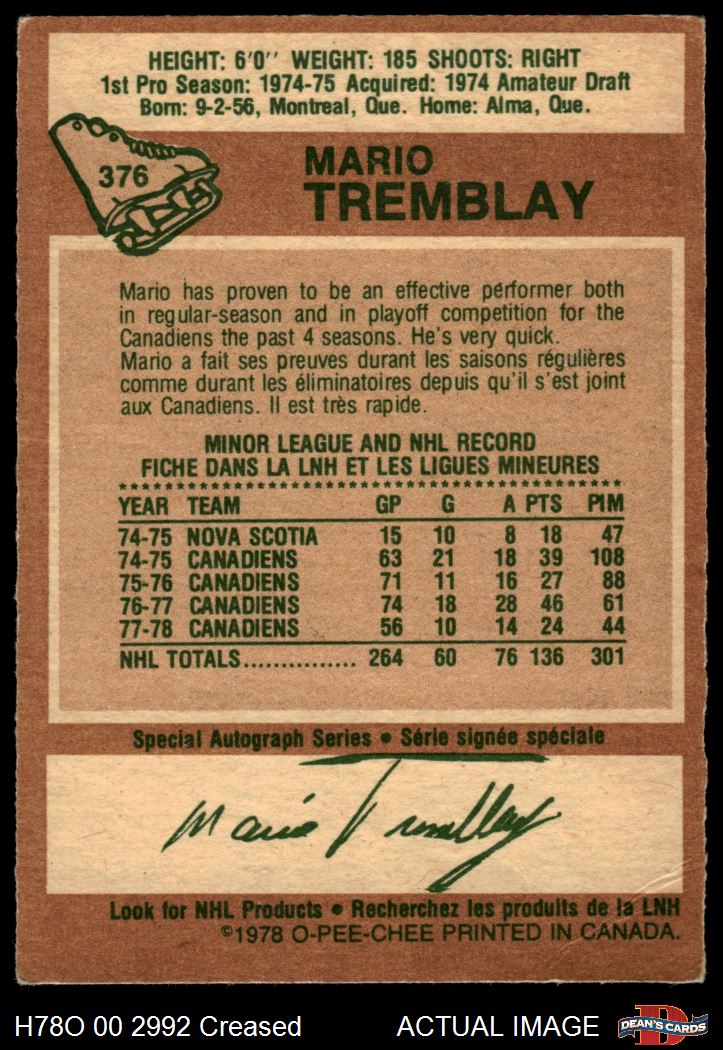 HEIGHT: 6'0'' WEIGHT: 185 SHOOTS: RIGHT
1st Pro Season: 1974-75 Acquired: 1974 Amateur Draft
Born: 9-2-56, Montreal, Que. Home: Alma, Que.
376
MARIO
TREMBLAY
Mario has proven to be an effective performer both
in regular-season and in playoff competition for the
Canadiens the past 4 seasons. He's very quick.
Mario a fait ses preuves durant les saisons régulières
comme durant les éliminatoires depuis qu'il s'est joint
aux Canadiens. Il est très rapide.
MINOR LEAGUE AND NHL RECORD
FICHE DANS LA LNH ET LES LIGUES MINEURES
YEAR TEAM GP G A PTS PIM
74-75 NOVA SCOTIA 15 10 8 18 47
74-75 CANADIENS 63 21 18 39 108
75-76 CANADIENS 71 11 16 27 88
76-77 CANADIENS 74 18 28 46 61
77-78 CANADIENS 56 10 14 24 44
NHL TOTALS............... 264 60 76 136 301
Special Autograph Series • Série signée spéciale
Mario Tremblay
Look for NHL Products • Recherchez les produits de la LNH
©1978 O-PEE-CHEE PRINTED IN CANADA.
H78O 00 2992 Creased ACTUAL IMAGE DEAN'S CARDS